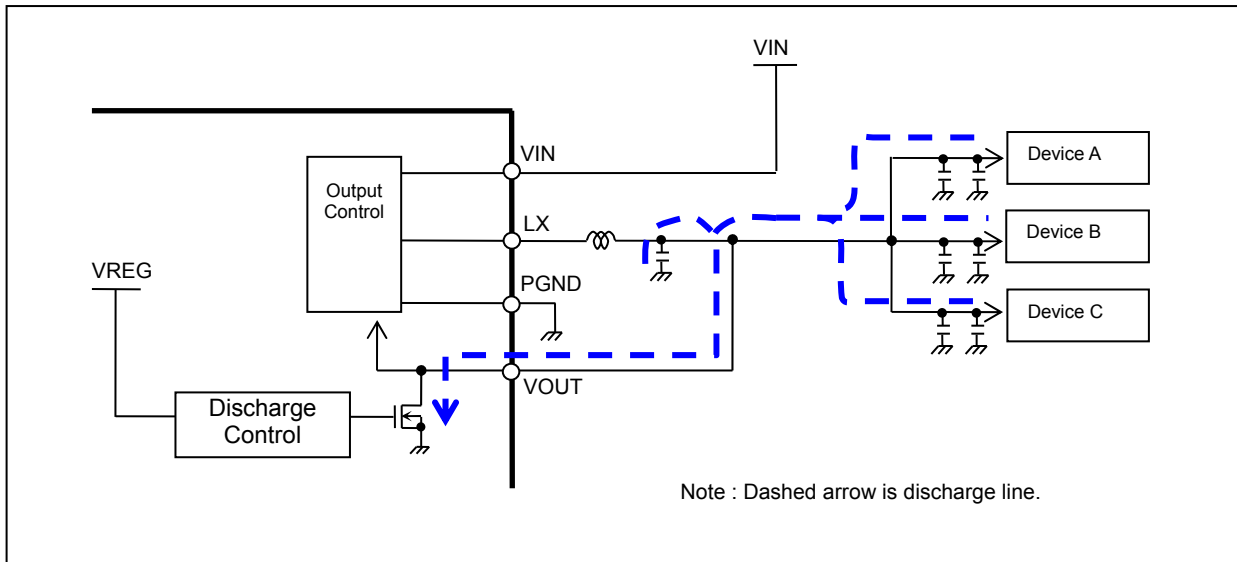 VIN
VIN
Output
Control
LX
VREG
PGND
VOUT
Discharge
Control
Device A
Device B
Device C
Note : Dashed arrow is discharge line.